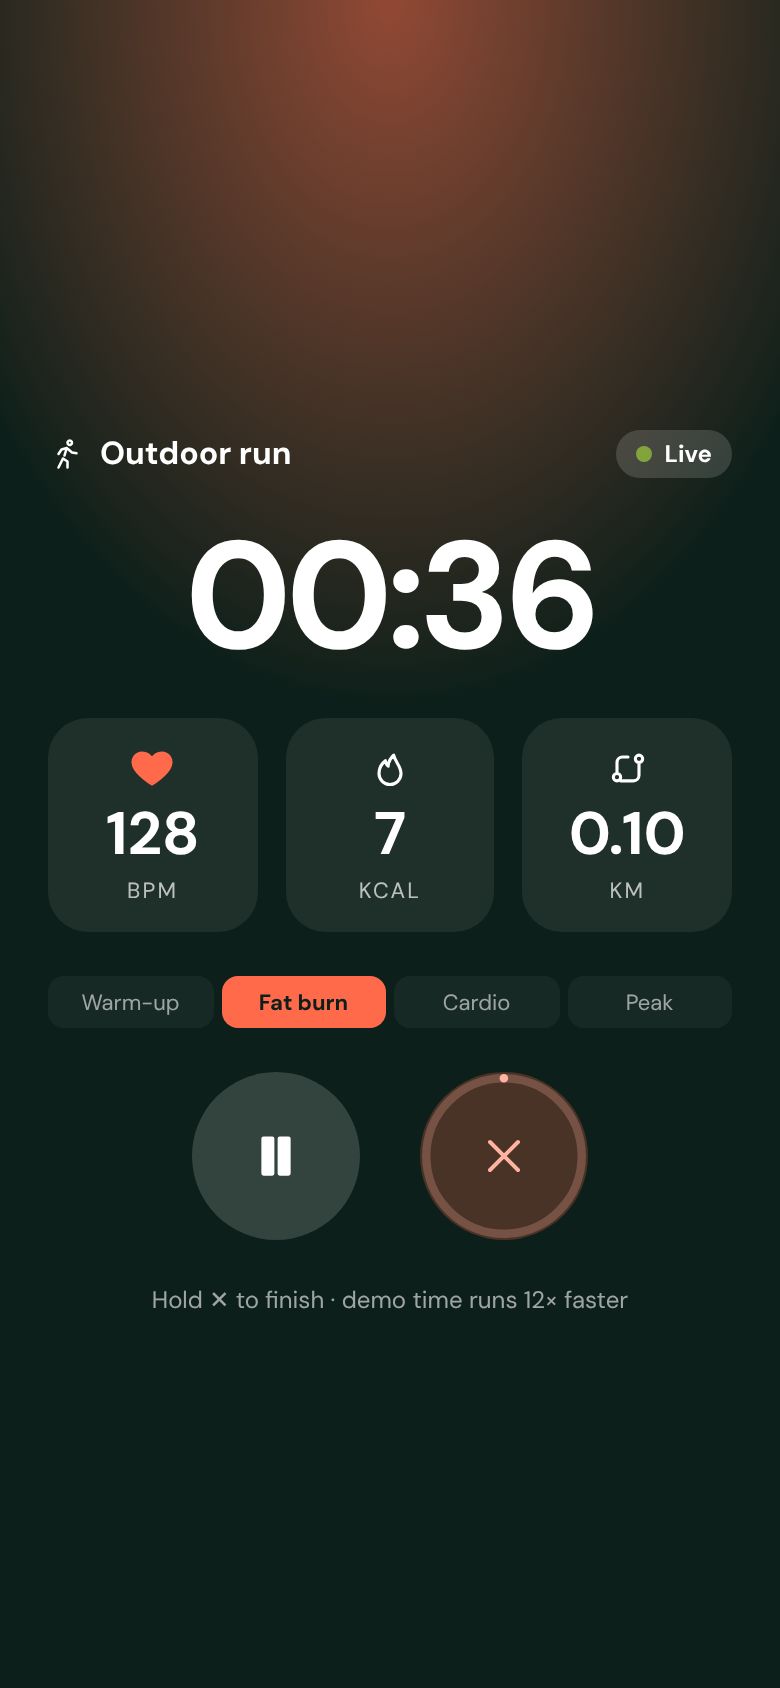 Outdoor run
Live
00:36
128
BPM
7
KCAL
0.10
KM
Warm-up
Fat burn
Cardio
Peak
Hold ✕ to finish · demo time runs 12× faster